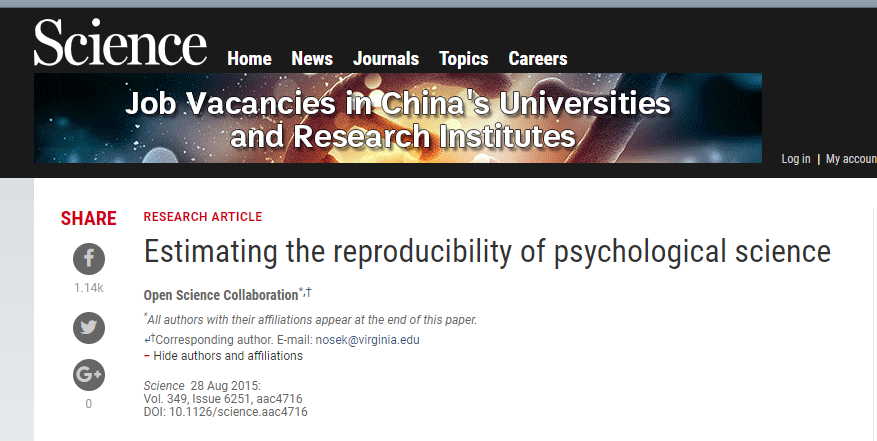 Science
Home News Journals Topics Careers
Job Vacancies in China's Universities
and Research Institutes
Log in | My accoun
SHARE
1.14k
G+
0
RESEARCH ARTICLE
Estimating the reproducibility of psychological science
Open Science Collaboration*,†
*All authors with their affiliations appear at the end of this paper.
↵†Corresponding author. E-mail: nosek@virginia.edu
– Hide authors and affiliations
Science 28 Aug 2015:
Vol. 349, Issue 6251, aac4716
DOI: 10.1126/science.aac4716